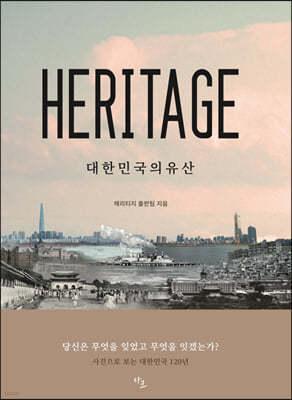 HERITAGE
대한민국의유산
헤리티지 출판팀 지음
당신은 무엇을 잊었고 무엇을 잇겠는가?
사진으로 보는 대한민국 120년